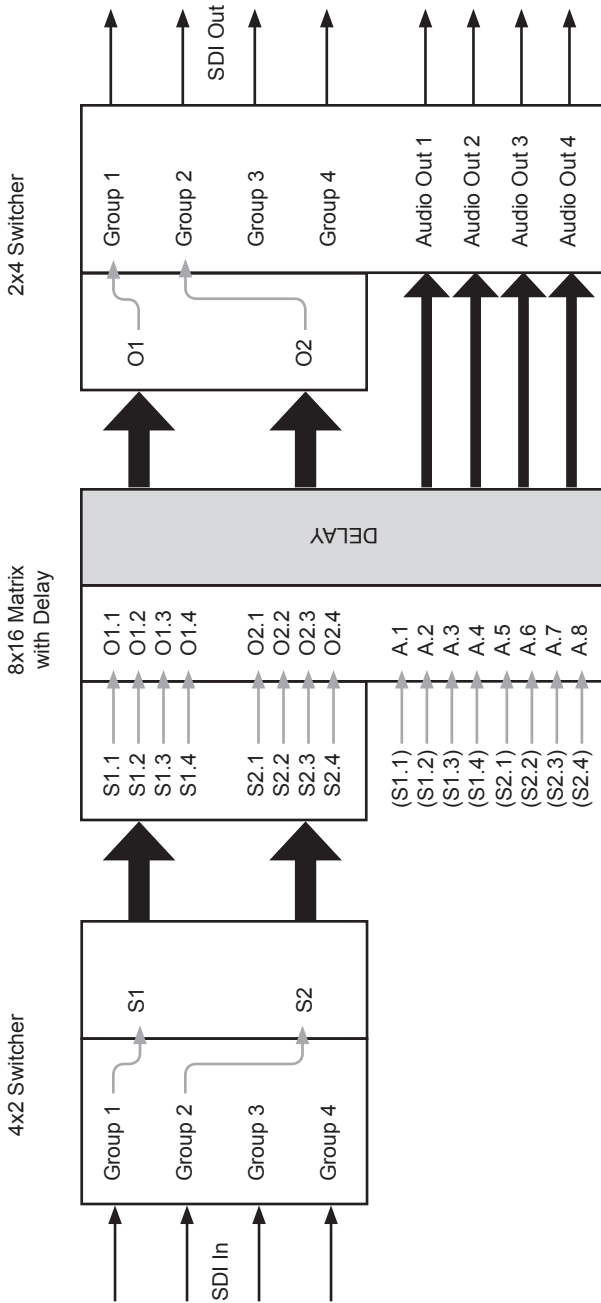 4x2 Switcher
SDI In
Group 1
Group 2
Group 3
Group 4
S1
S2
8x16 Matrix
with Delay
S1.1 O1.1
S1.2 O1.2
S1.3 O1.3
S1.4 O1.4
S2.1 O2.1
S2.2 O2.2
S2.3 O2.3
S2.4 O2.4
(S1.1) A.1
(S1.2) A.2
(S1.3) A.3
(S1.4) A.4
(S2.1) A.5
(S2.2) A.6
(S2.3) A.7
(S2.4) A.8
DELAY
2x4 Switcher
O1
O2
Group 1
Group 2
Group 3
Group 4
Audio Out 1
Audio Out 2
Audio Out 3
Audio Out 4
SDI Out